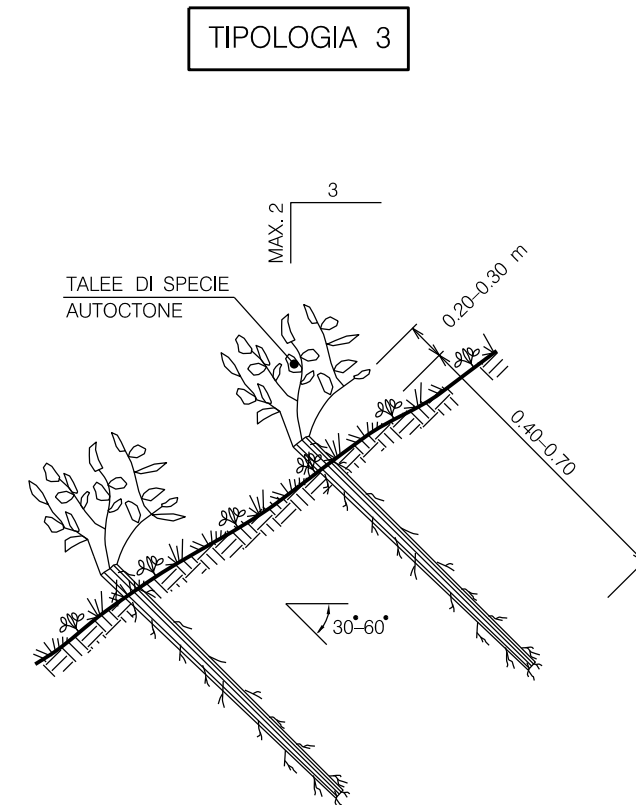 TIPOLOGIA 3
3
MAX. 2
TALEE DI SPECIE
AUTOCTONE
0.20–0.30 m
0.40–0.70
30°–60°